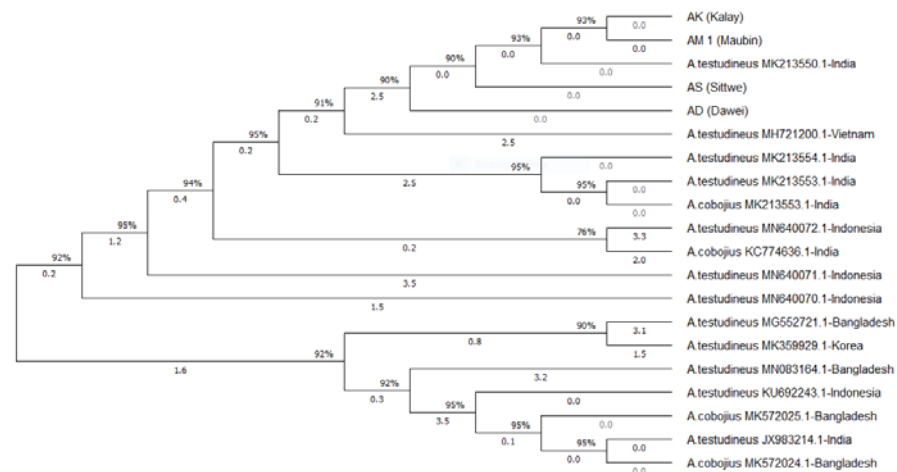 93% 0.0 AK (Kalay)
93% 0.0 0.0 AM 1 (Maubin)
90% 0.0 0.0 A.testudineus MK213550.1-India
90% 0.0 0.0 AS (Sittwe)
91% 2.5 0.0 AD (Dawei)
95% 0.2 2.5 A.testudineus MH721200.1-Vietnam
0.2 95% 0.0 A.testudineus MK213554.1-India
94% 2.5 95% 0.0 A.testudineus MK213553.1-India
0.4 0.0 0.0 A.cobojius MK213553.1-India
95% 76% 3.3 A.testudineus MN640072.1-Indonesia
1.2 0.2 2.0 A.cobojius KC774636.1-India
92% 3.5 A.testudineus MN640071.1-Indonesia
0.2 1.5 A.testudineus MN640070.1-Indonesia
90% 3.1 A.testudineus MG552721.1-Bangladesh
0.8 1.5 A.testudineus MK359929.1-Korea
92% 1.6 92% 3.2 A.testudineus MN083164.1-Bangladesh
0.3 95% 0.0 A.testudineus KU692243.1-Indonesia
3.5 95% 0.0 A.cobojius MK572025.1-Bangladesh
0.1 95% 0.0 A.testudineus JX983214.1-India
0.0 0.0 A.cobojius MK572024.1-Bangladesh